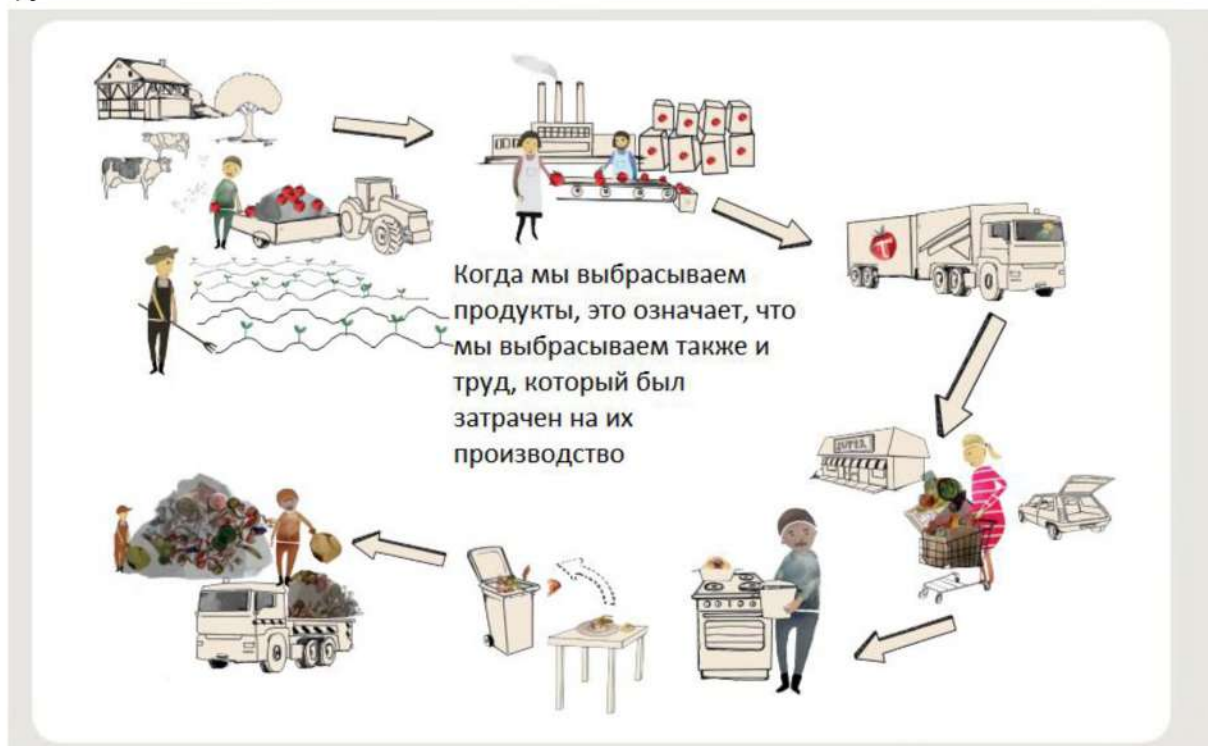 Когда мы выбрасываем
продукты, это означает, что
мы выбрасываем также и
труд, который был
затрачен на их
производство
T